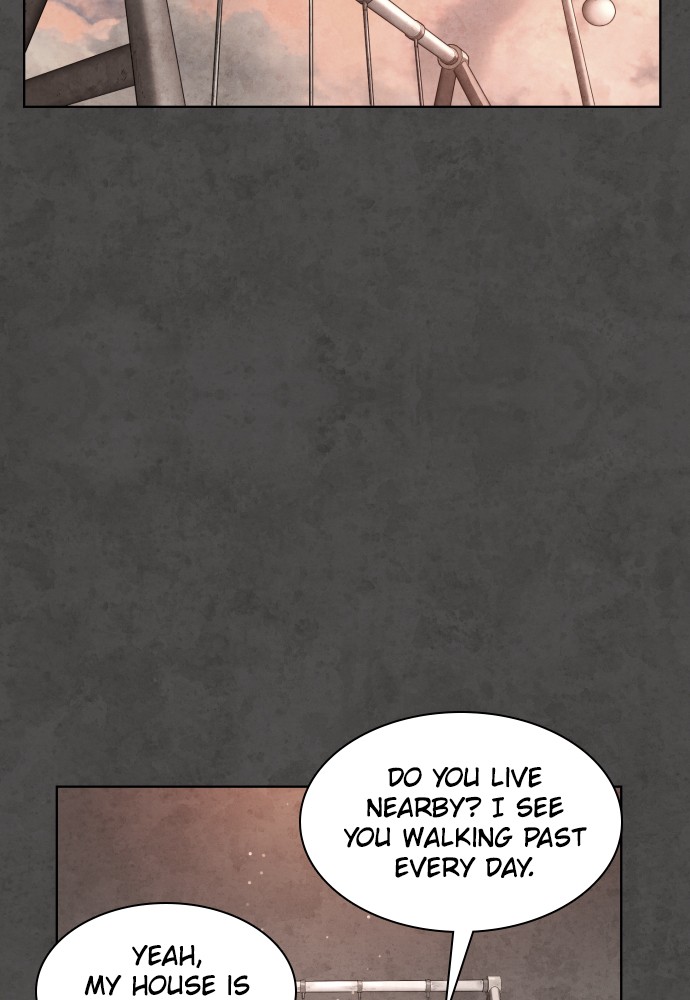 DO YOU LIVE
NEARBY? I SEE
YOU WALKING PAST
EVERY DAY.
YEAH,
MY HOUSE IS